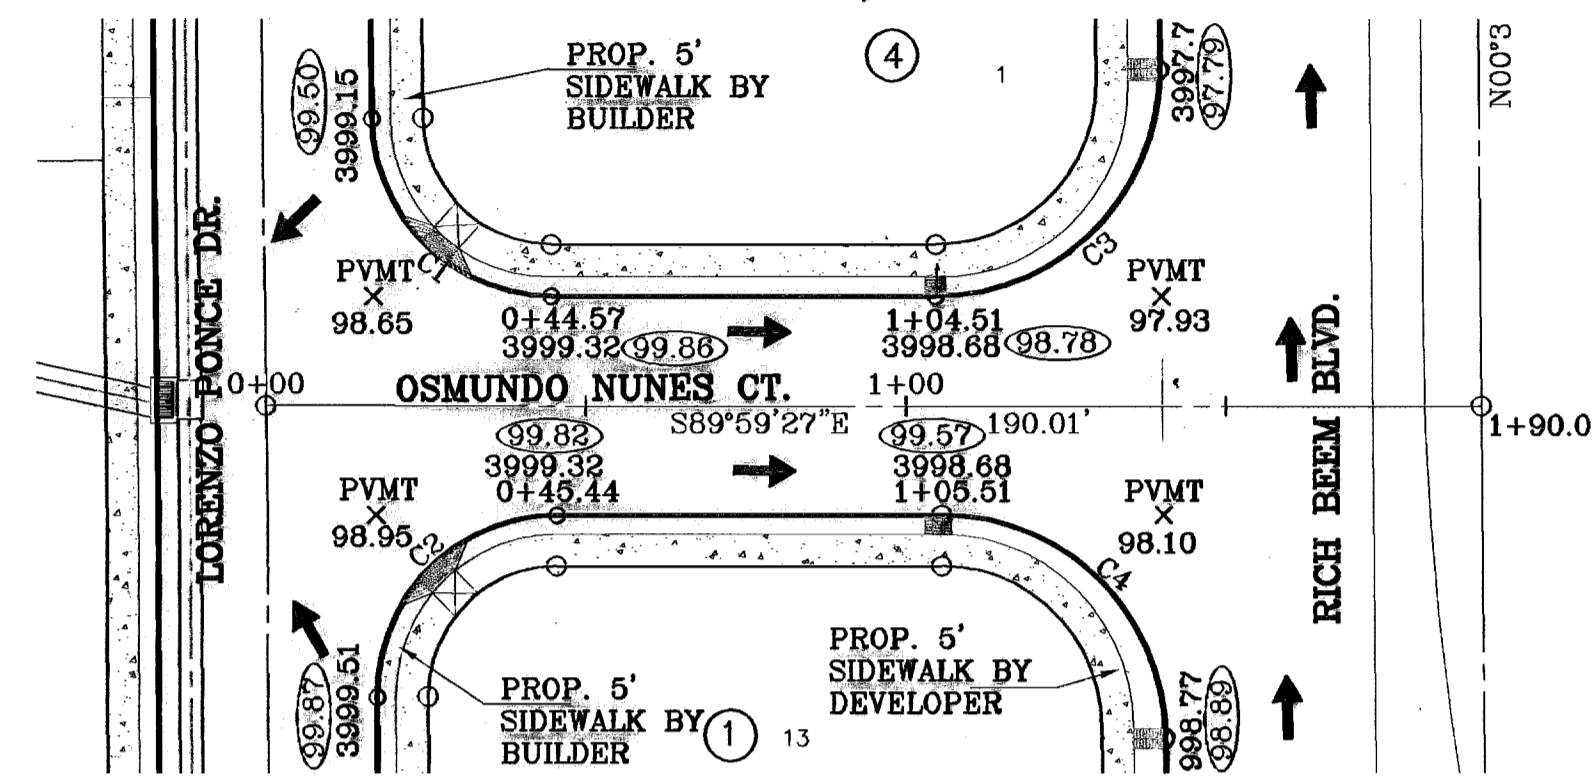 PROP. 5'
SIDEWALK BY
BUILDER
4
1
99.50
3999.15
3997.7
97.79
N00°3
LORENZO PONCE DR.
C1
C3
PVMT
98.65
PVMT
97.93
0+44.57
3999.32 99.86
1+04.51
3998.68 98.78
0+00
OSMUNDO NUNES CT.
1+00
S89°59'27"E
190.01'
1+90.0
RICH BEEM BLVD.
99.82
3999.32
0+45.44
99.57
3998.68
1+05.51
PVMT
98.95
C2
PVMT
98.10
C4
99.87
3999.51
PROP. 5'
SIDEWALK BY
BUILDER
1
13
PROP. 5'
SIDEWALK BY
DEVELOPER
998.77
98.89